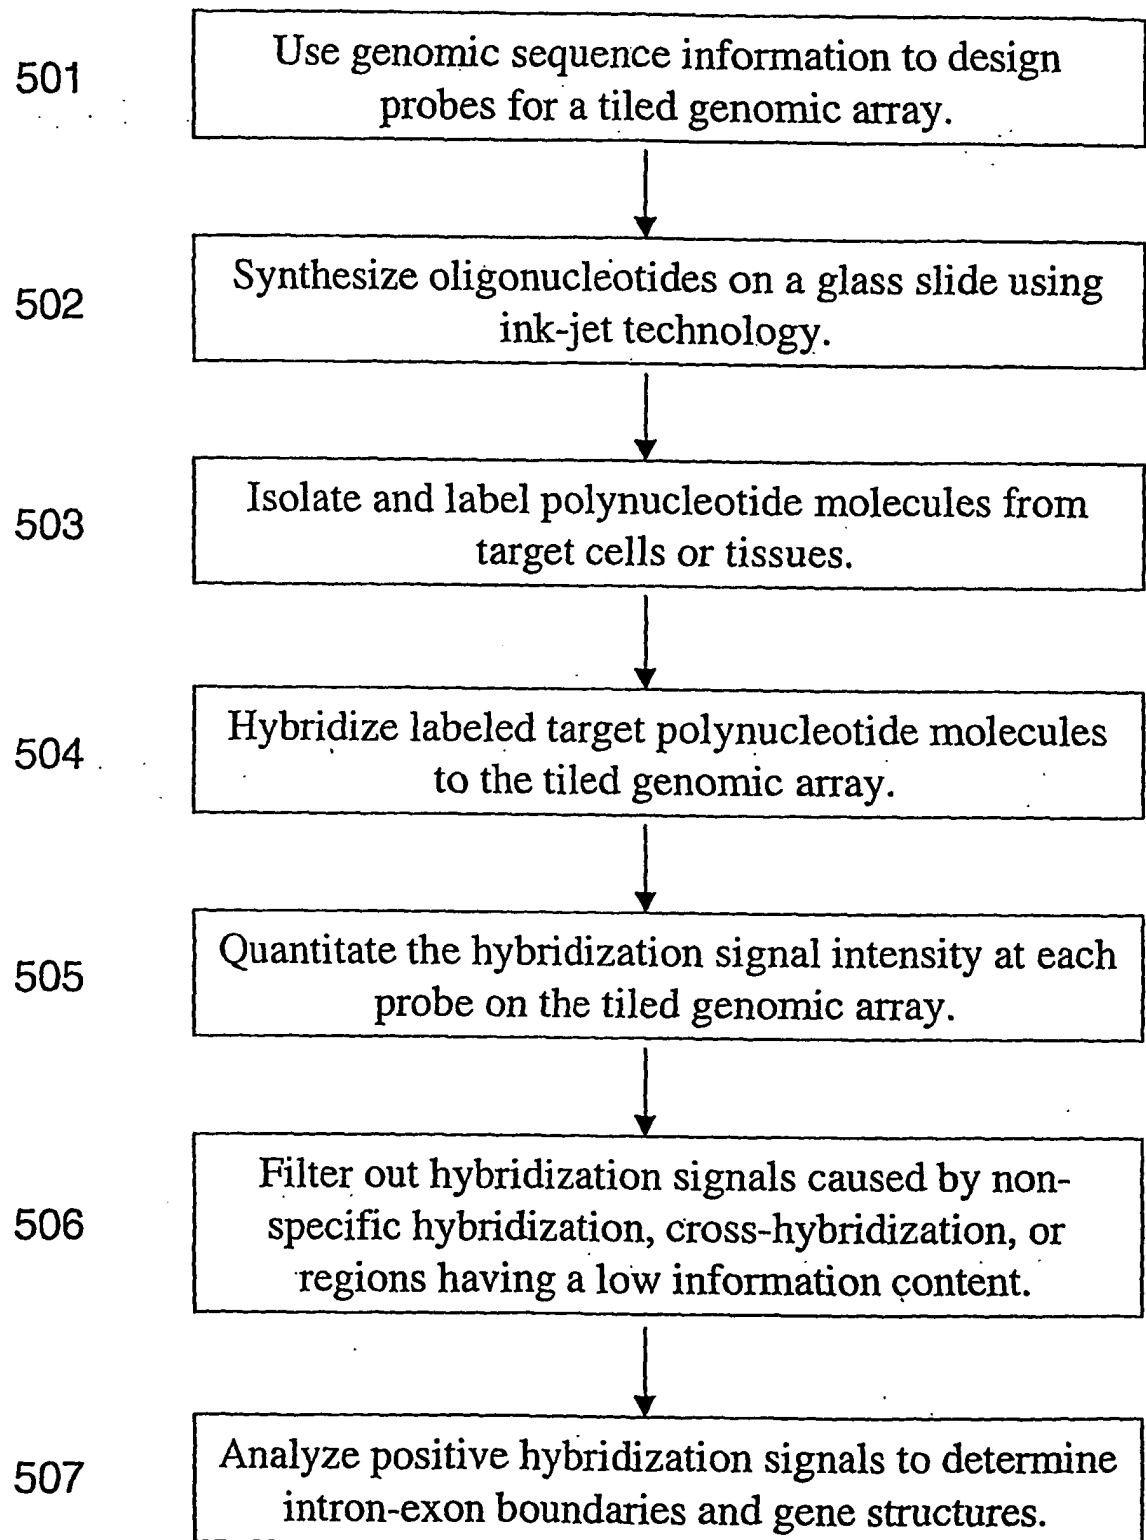 501
Use genomic sequence information to design
probes for a tiled genomic array.
502
Synthesize oligonucleotides on a glass slide using
ink-jet technology.
503
Isolate and label polynucleotide molecules from
target cells or tissues.
504
Hybridize labeled target polynucleotide molecules
to the tiled genomic array.
505
Quantitate the hybridization signal intensity at each
probe on the tiled genomic array.
506
Filter out hybridization signals caused by non-
specific hybridization, cross-hybridization, or
regions having a low information content.
507
Analyze positive hybridization signals to determine
intron-exon boundaries and gene structures.